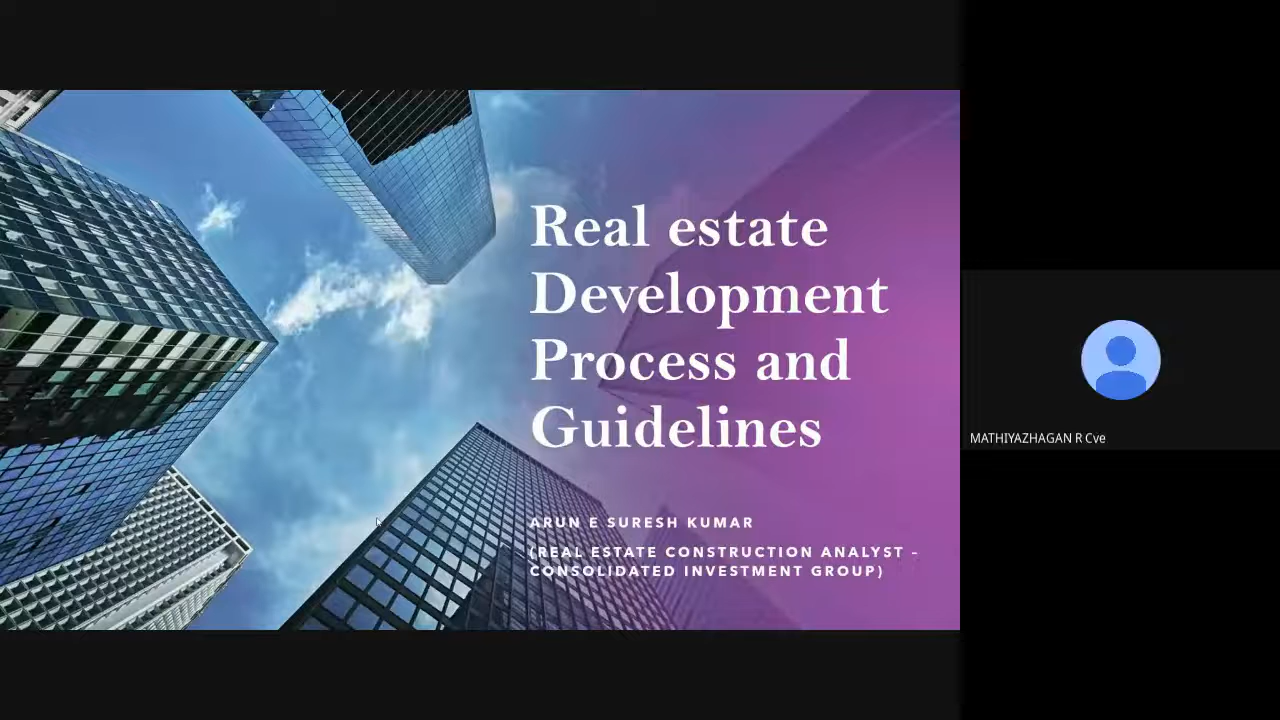 Real estate
Development
Process and
Guidelines
ARUN E SURESH KUMAR
(REAL ESTATE CONSTRUCTION ANALYST –
CONSOLIDATED INVESTMENT GROUP)
MATHIYAZHAGAN R Cve